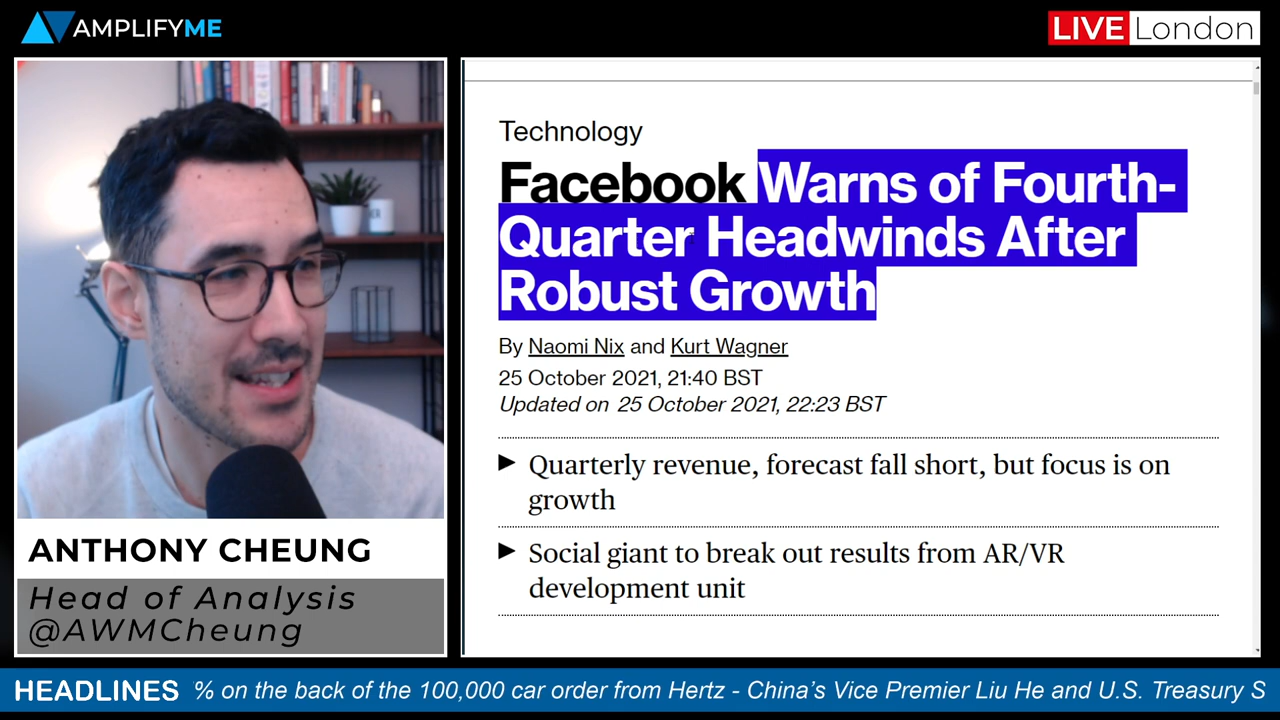 AMPLIFYME
LIVE London
Technology
Facebook Warns of Fourth-
Quarter Headwinds After
Robust Growth
By Naomi Nix and Kurt Wagner
25 October 2021, 21:40 BST
Updated on 25 October 2021, 22:23 BST
Quarterly revenue, forecast fall short, but focus is on
growth
Social giant to break out results from AR/VR
development unit
ANTHONY CHEUNG
Head of Analysis
@AWMCheung
HEADLINES % on the back of the 100,000 car order from Hertz - China’s Vice Premier Liu He and U.S. Treasury S